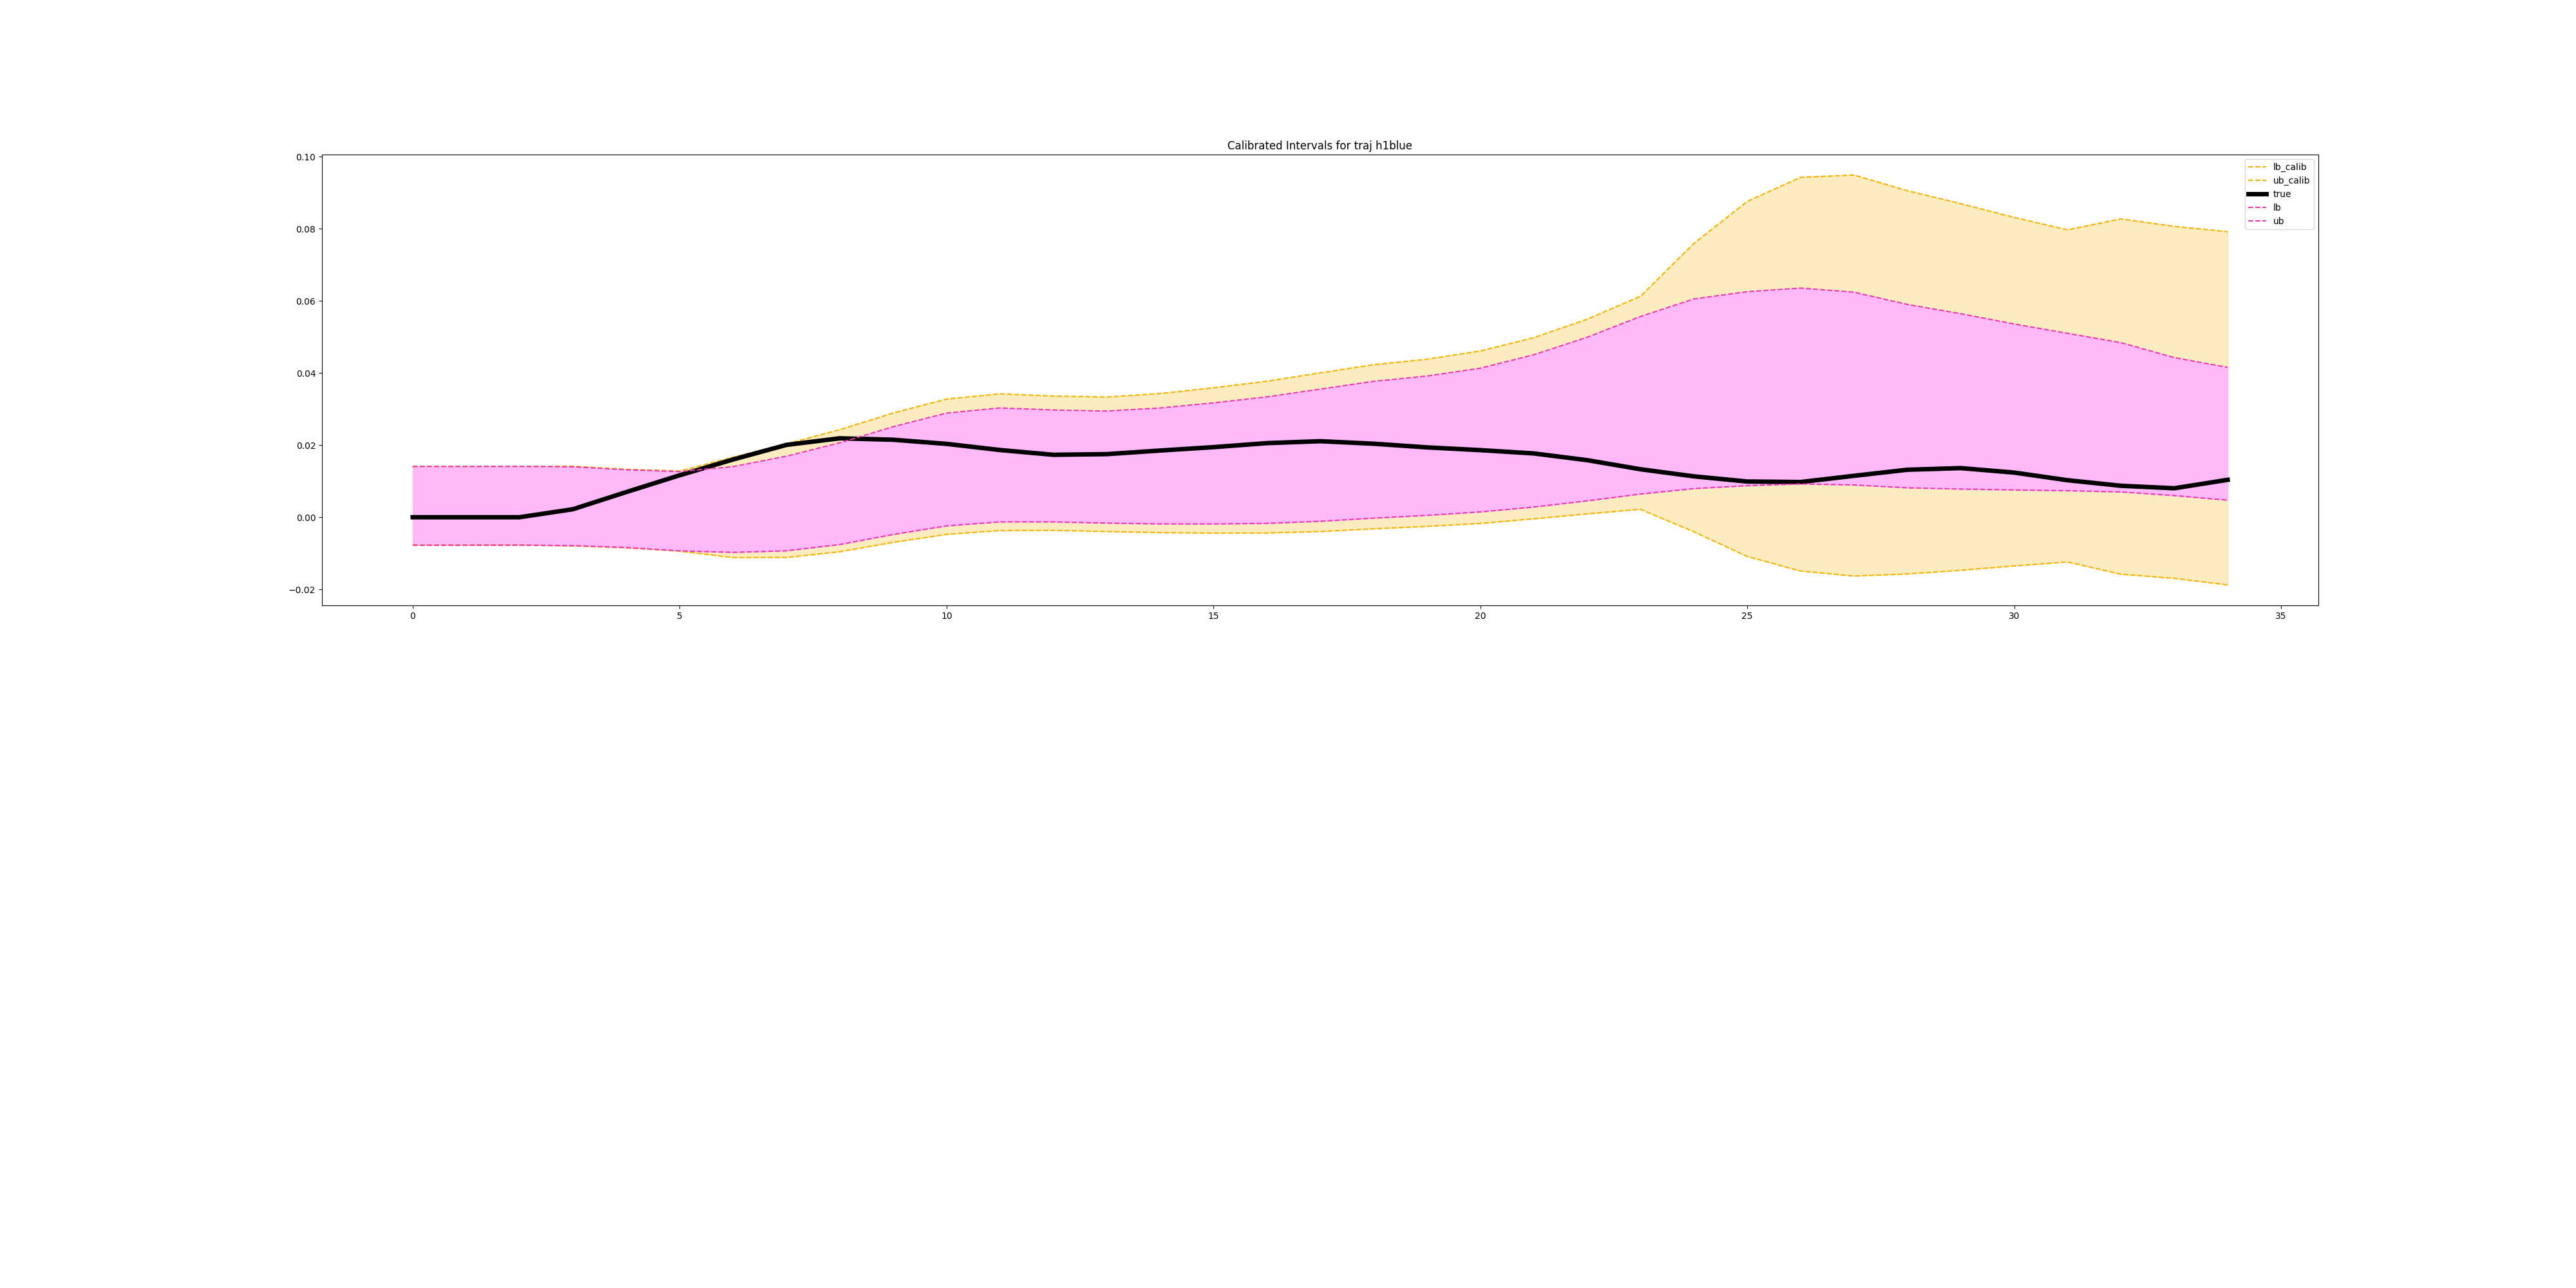 Calibrated Intervals for traj h1blue
0.10
0.08
0.06
0.04
0.02
0.00
−0.02
0 5 10 15 20 25 30 35
lb_calib
ub_calib
true
lb
ub